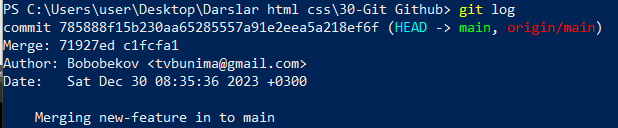 PS C:\Users\user\Desktop\Darslar html css\30-Git Github> git log
commit 785888f15b230aa65285557a91e2eea5a218ef6f (HEAD -> main, origin/main)
Merge: 71927ed c1fcfa1
Author: Bobobekov <tvbunima@gmail.com>
Date:   Sat Dec 30 08:35:36 2023 +0300
    Merging new-feature in to main